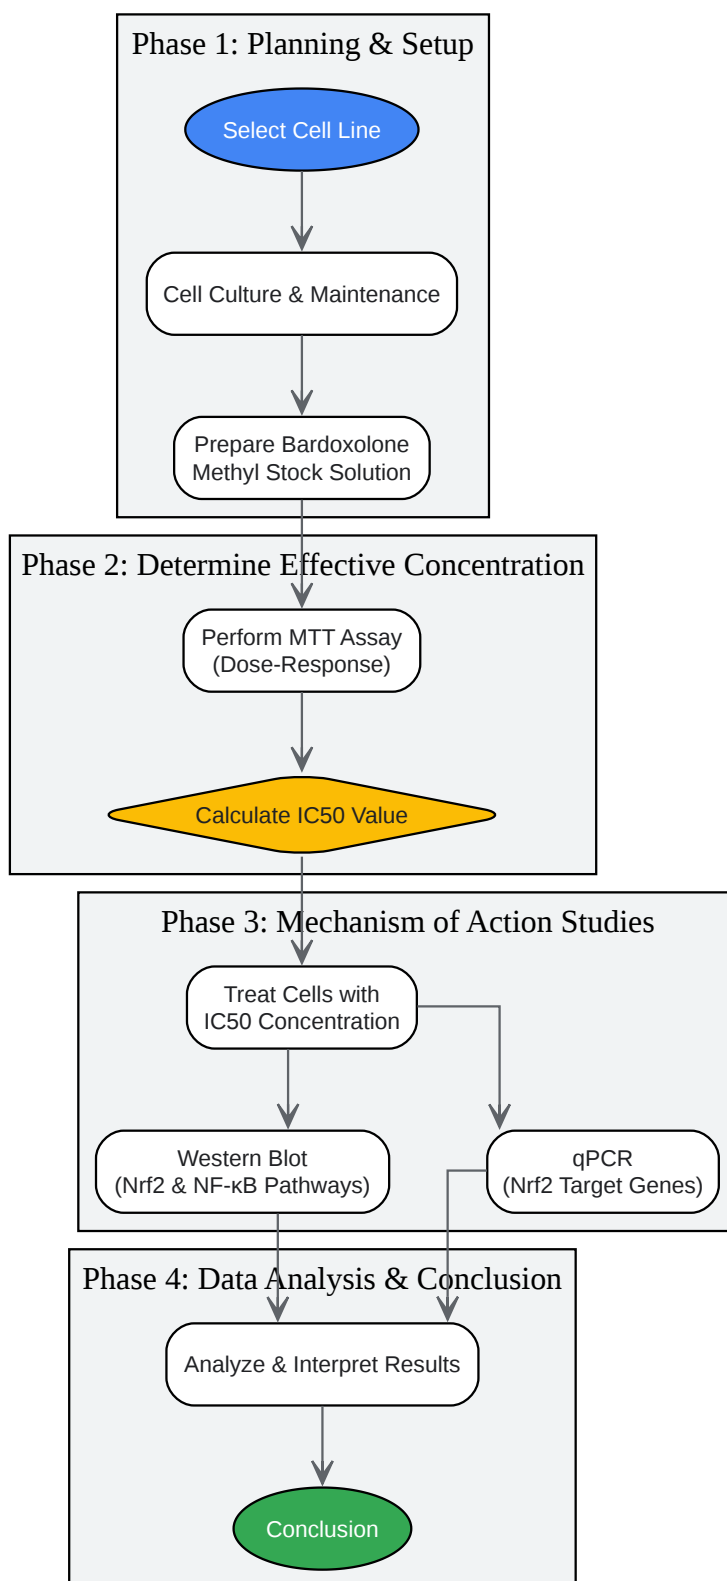 Phase 1: Planning & Setup
Select Cell Line
Cell Culture & Maintenance
Prepare Bardoxolone
Methyl Stock Solution
Phase 2: Determine Effective Concentration
Perform MTT Assay
(Dose-Response)
Calculate IC50 Value
Phase 3: Mechanism of Action Studies
Treat Cells with
IC50 Concentration
Western Blot
(Nrf2 & NF-κB Pathways)
qPCR
(Nrf2 Target Genes)
Phase 4: Data Analysis & Conclusion
Analyze & Interpret Results
Conclusion